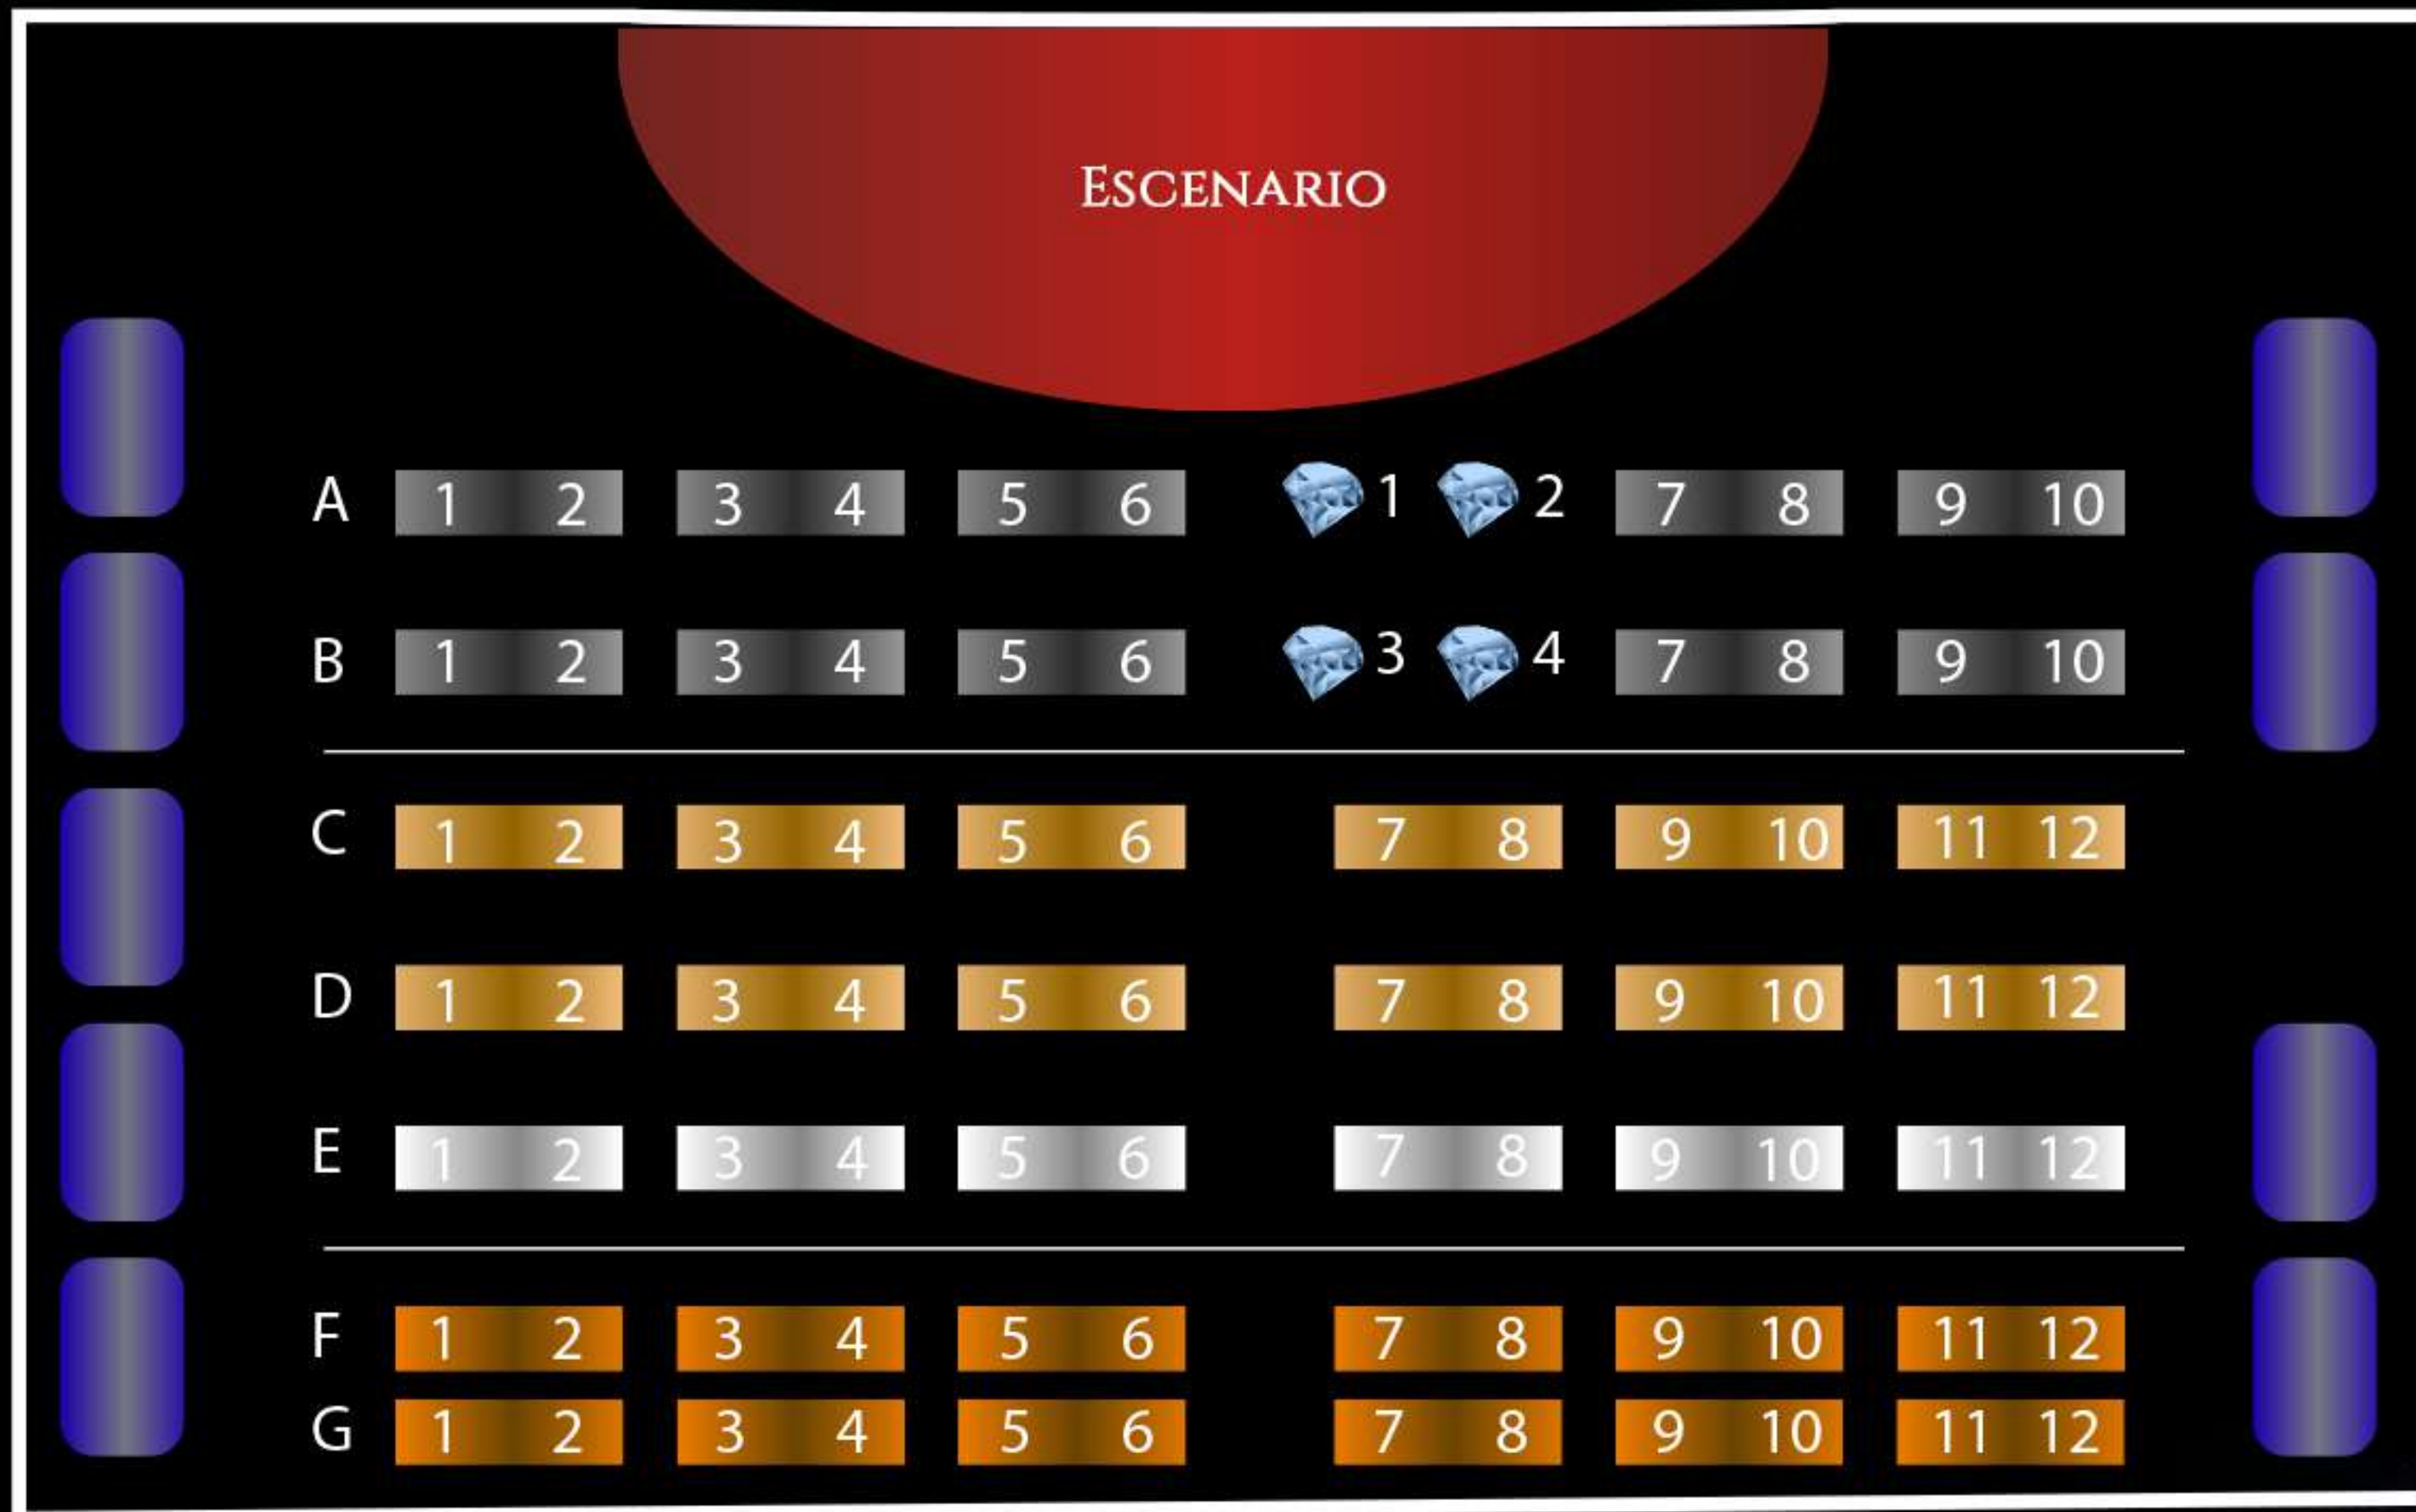 ESCENARIO
A 1 2 3 4 5 6 1 2 7 8 9 10
B 1 2 3 4 5 6 3 4 7 8 9 10
C 1 2 3 4 5 6 7 8 9 10 11 12
D 1 2 3 4 5 6 7 8 9 10 11 12
E 1 2 3 4 5 6 7 8 9 10 11 12
F 1 2 3 4 5 6 7 8 9 10 11 12
G 1 2 3 4 5 6 7 8 9 10 11 12